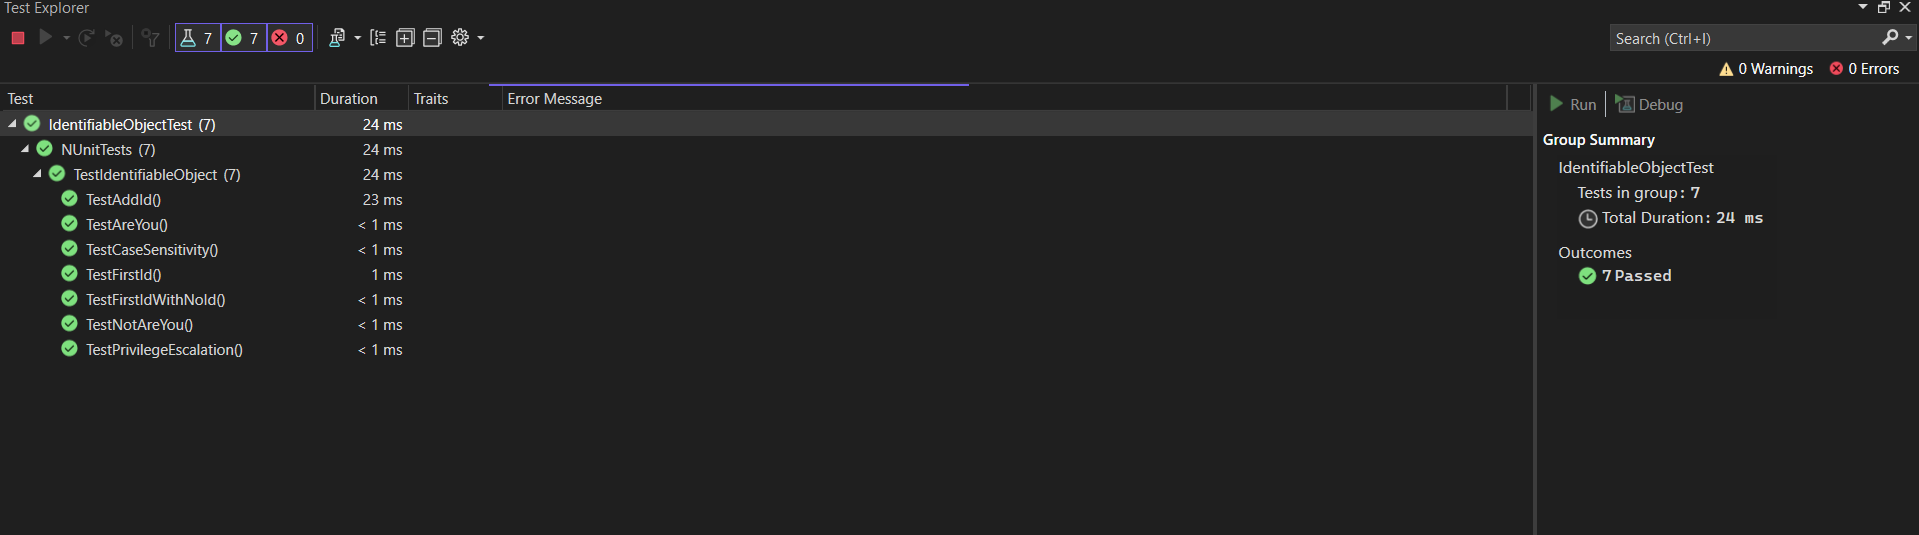 Test Explorer
7 7 0
Search (Ctrl+I)
0 Warnings 0 Errors
Test Duration Traits Error Message
IdentifiableObjectTest (7) 24 ms
NUnitTests (7) 24 ms
TestIdentifiableObject (7) 24 ms
TestAddId() 23 ms
TestAreYou() < 1 ms
TestCaseSensitivity() < 1 ms
TestFirstId() 1 ms
TestFirstIdWithNoId() < 1 ms
TestNotAreYou() < 1 ms
TestPrivilegeEscalation() < 1 ms
Run Debug
Group Summary
IdentifiableObjectTest
Tests in group: 7
Total Duration: 24 ms
Outcomes
7 Passed